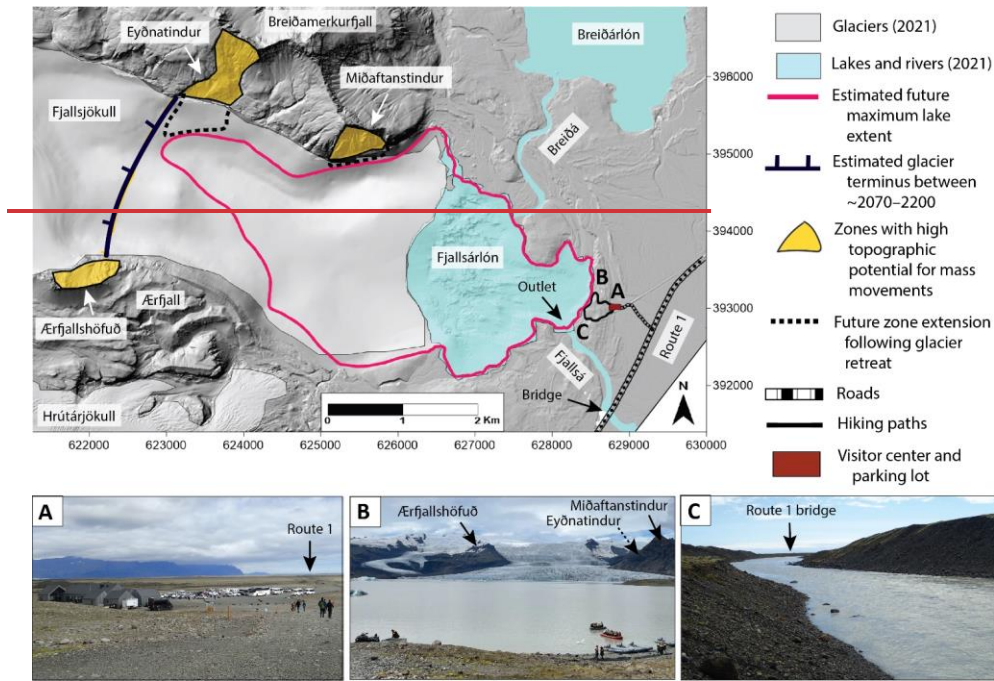 Breiðamerkurfjall
Eyðnatindur
Breiðárlón
Miðaftanstindur
Fjallsjökull
Breiðá
Fjallsárlón
Outlet
B
A
C
Ærfjall
Ærfjallshöfuð
Route 1
Fjallsá
Bridge
N
Hrútárjökull
0 1 2 Km
396000
395000
394000
393000
392000
622000 623000 624000 625000 626000 627000 628000 629000 630000
Glaciers (2021)
Lakes and rivers (2021)
Estimated future
maximum lake
extent
Estimated glacier
terminus between
~2070–2200
Zones with high
topographic
potential for mass
movements
Future zone extension
following glacier
retreat
Roads
Hiking paths
Visitor center and
parking lot
A
Route 1
B
Ærfjallshöfuð
Miðaftanstindur
Eyðnatindur
C
Route 1 bridge